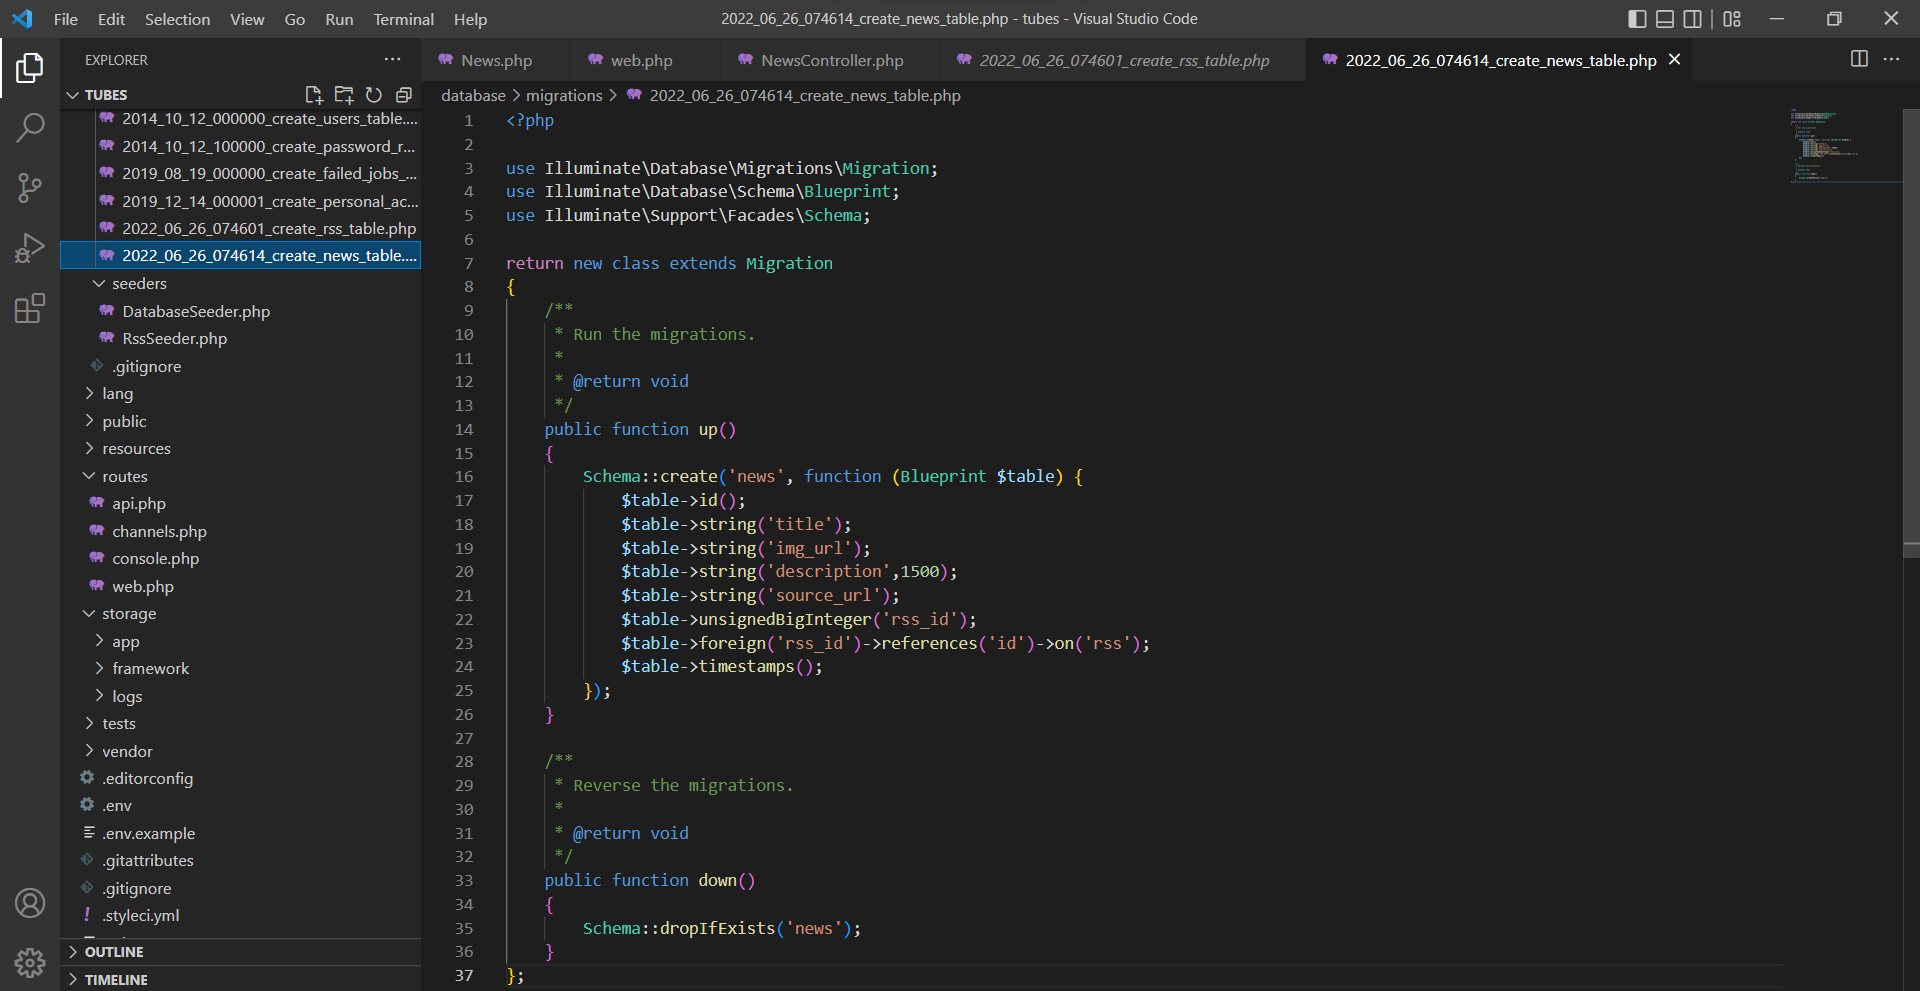 File Edit Selection View Go Run Terminal Help
2022_06_26_074614_create_news_table.php - tubes - Visual Studio Code
EXPLORER
TUBES
2014_10_12_000000_create_users_table....
2014_10_12_100000_create_password_r...
2019_08_19_000000_create_failed_jobs_...
2019_12_14_000001_create_personal_ac...
2022_06_26_074601_create_rss_table.php
2022_06_26_074614_create_news_table....
seeders
DatabaseSeeder.php
RssSeeder.php
.gitignore
lang
public
resources
routes
api.php
channels.php
console.php
web.php
storage
app
framework
logs
tests
vendor
.editorconfig
.env
.env.example
.gitattributes
.gitignore
.styleci.yml
OUTLINE
TIMELINE
News.php
web.php
NewsController.php
2022_06_26_074601_create_rss_table.php
2022_06_26_074614_create_news_table.php
database > migrations > 2022_06_26_074614_create_news_table.php
1 <?php
2
3 use Illuminate\Database\Migrations\Migration;
4 use Illuminate\Database\Schema\Blueprint;
5 use Illuminate\Support\Facades\Schema;
6
7 return new class extends Migration
8 {
9     /**
10      * Run the migrations.
11      *
12      * @return void
13      */
14     public function up()
15     {
16         Schema::create('news', function (Blueprint $table) {
17             $table->id();
18             $table->string('title');
19             $table->string('img_url');
20             $table->string('description',1500);
21             $table->string('source_url');
22             $table->unsignedBigInteger('rss_id');
23             $table->foreign('rss_id')->references('id')->on('rss');
24             $table->timestamps();
25         });
26     }
27
28     /**
29      * Reverse the migrations.
30      *
31      * @return void
32      */
33     public function down()
34     {
35         Schema::dropIfExists('news');
36     }
37 };